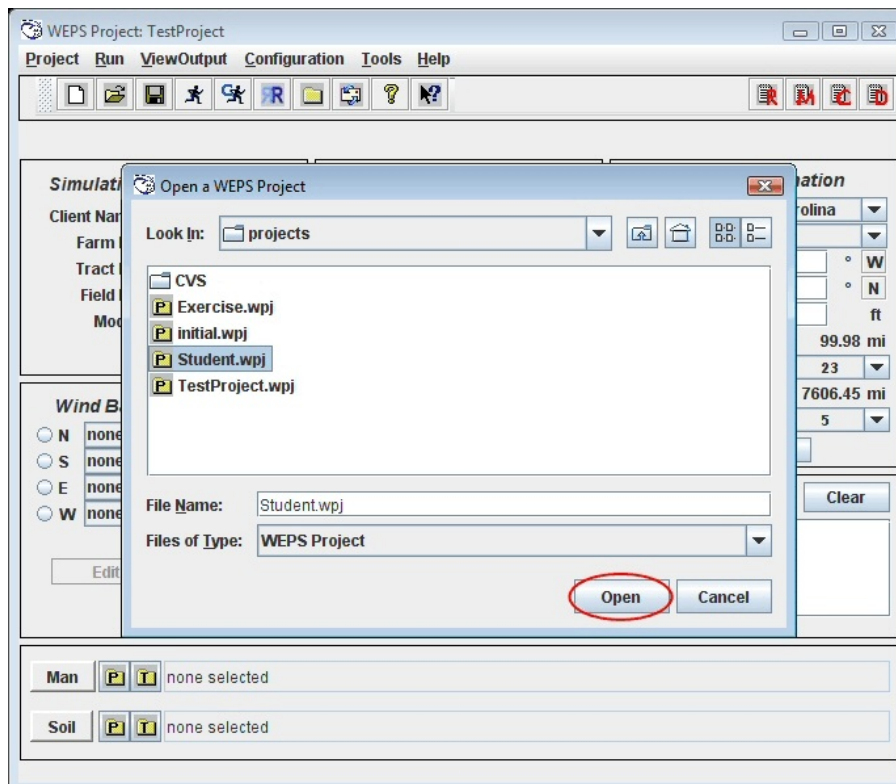 WEPS Project: TestProject
Project Run ViewOutput Configuration Tools Help
R M C D
Open a WEPS Project
Look In: projects
CVS
P Exercise.wpj
P initial.wpj
P Student.wpj
P TestProject.wpj
File Name: Student.wpj
Files of Type: WEPS Project
Open Cancel
Simulati
Client Nar
Farm
Tract
Field
Mod
Wind B
N none
S none
E none
W none
Edit
ation
rolina
° W
° N
ft
99.98 mi
23
7606.45 mi
5
Clear
Man P T none selected
Soil P T none selected